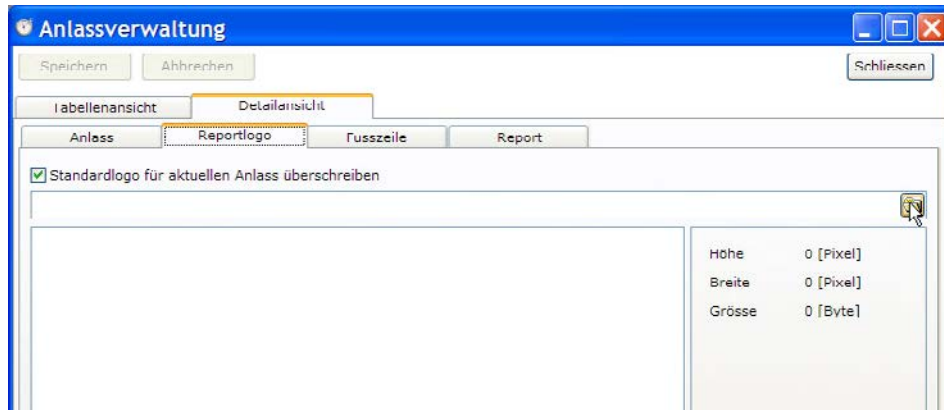 Anlassverwaltung
Speichern Abbrechen Schliessen
Tabellenansicht Detailansicht
Anlass Reportlogo Fusszeile Report
Standardlogo für aktuellen Anlass überschreiben
Höhe 0 [Pixel]
Breite 0 [Pixel]
Grösse 0 [Byte]